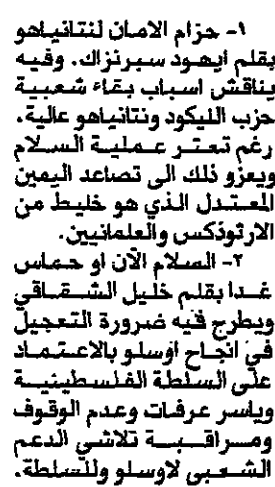 ١- حزام الامان لنتانياهو
بقلم ايهود سبرنزاك. وفيه
يناقش اسباب بقاء شعبية
حزب الليكود ونتانياهو عالية،
رغم تعثر عملية السلام
ويعزو ذلك الى تصاعد اليمين
المعتدل الذي هو خليط من
الارثوذكس والعلمانيين.
٢- السلام الآن او حماس
غدا بقلم خليل الشقاقي
ويطرح فيه ضرورة التعجيل
في انجاح اوسلو بالاعتماد
على السلطة الفلسطينية
وياسر عرفات وعدم الوقوف
ومراقبة تلاشي الدعم
الشعبي لاوسلو وللسلطة.